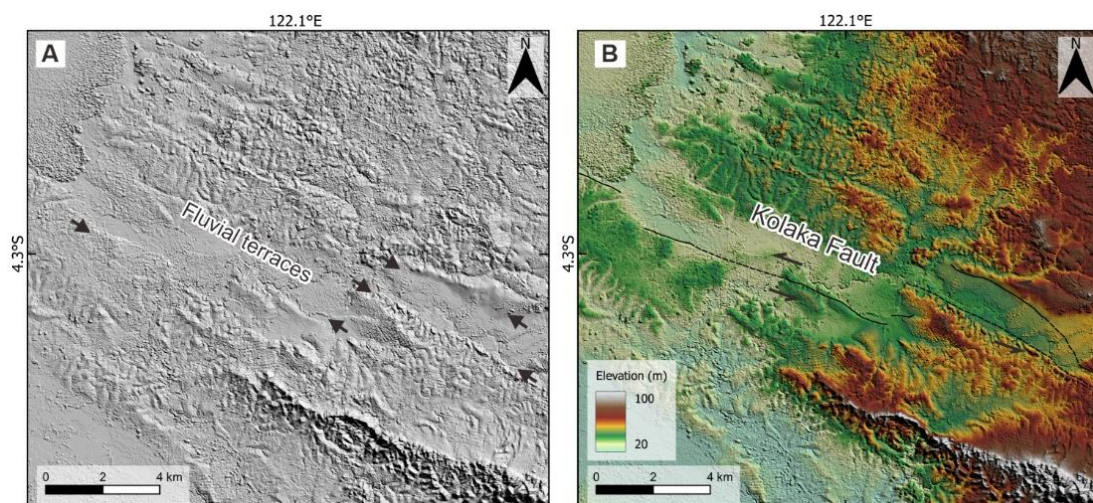 122.1°E
122.1°E
A
N
B
N
Fluvial terraces
Kolaka Fault
4.3°S
4.3°S
Elevation (m)
100
20
0 2 4 km
0 2 4 km